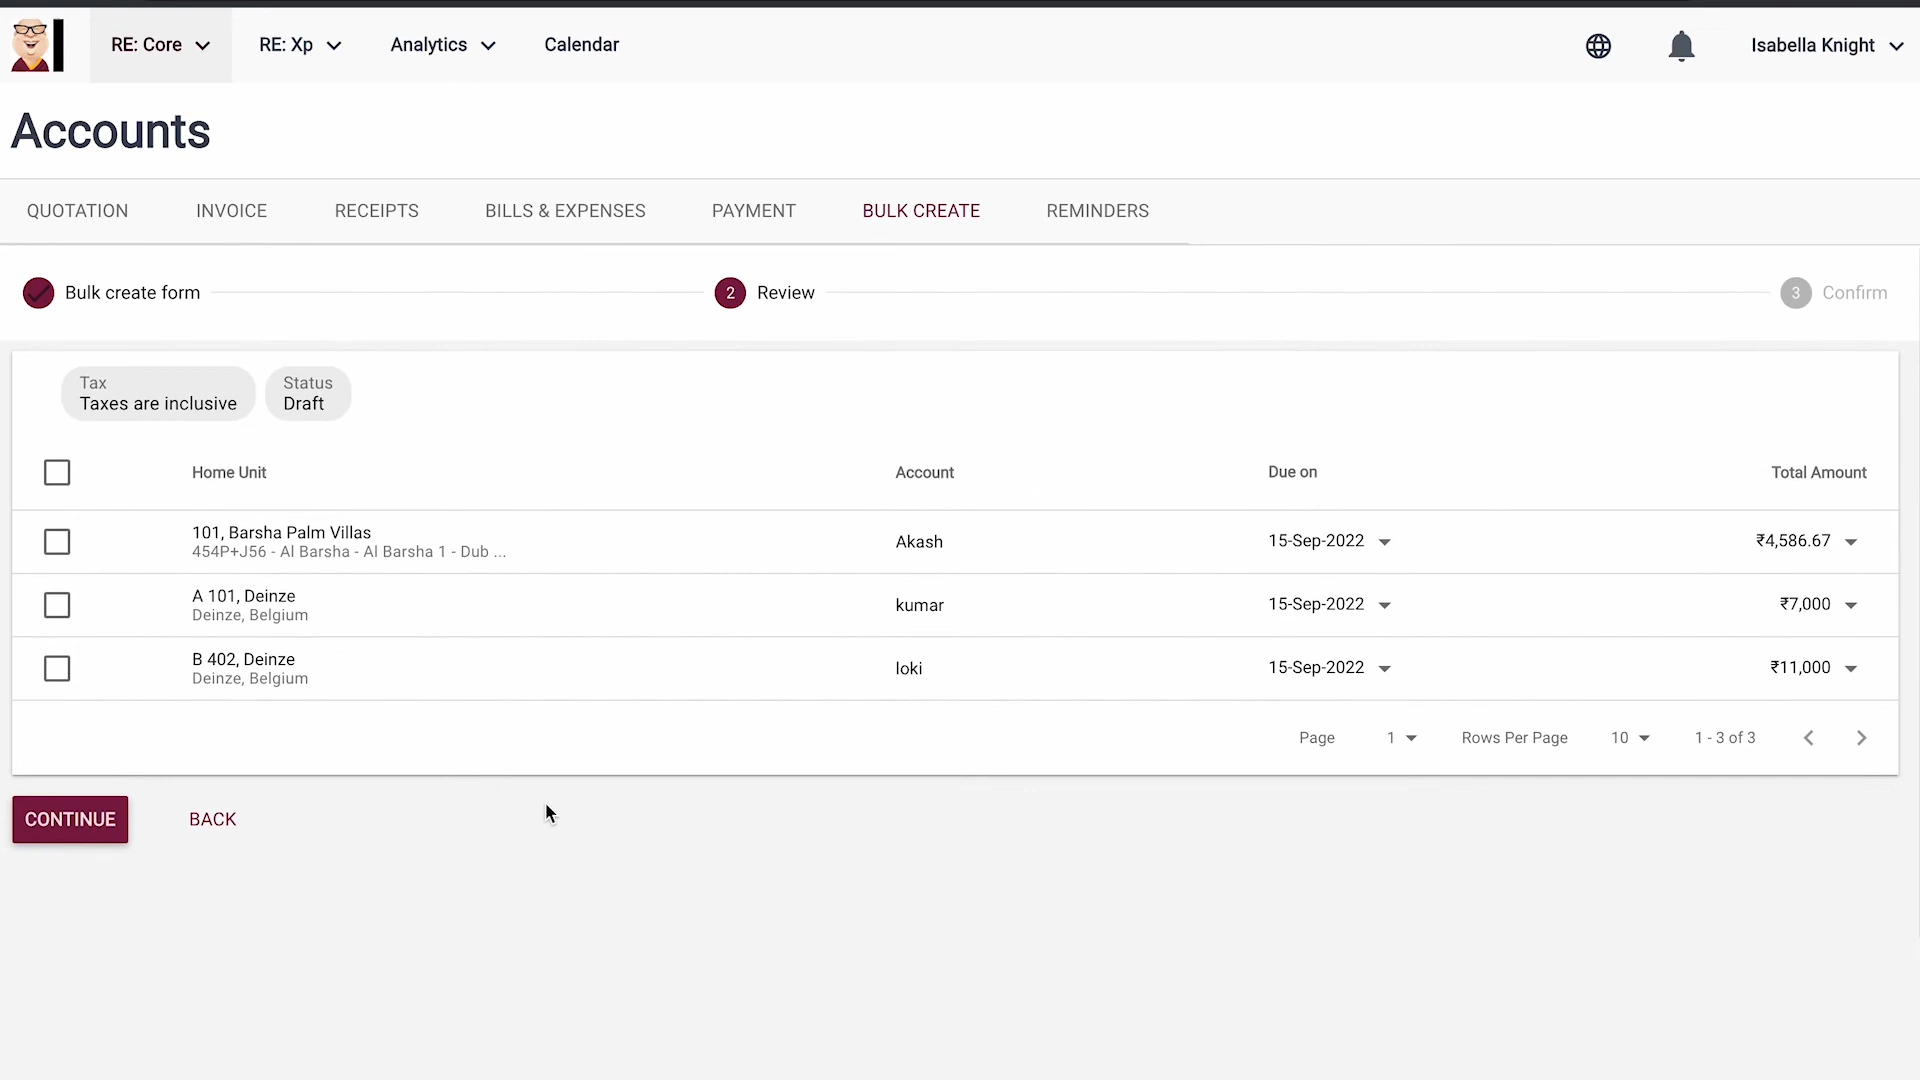 RE: Core
RE: Xp
Analytics
Calendar
Isabella Knight
Accounts
QUOTATION
INVOICE
RECEIPTS
BILLS & EXPENSES
PAYMENT
BULK CREATE
REMINDERS
Bulk create form
2 Review
3 Confirm
Tax
Taxes are inclusive
Status
Draft
Home Unit
Account
Due on
Total Amount
101, Barsha Palm Villas
454P+J56 - Al Barsha - Al Barsha 1 - Dub ...
Akash
15-Sep-2022
₹4,586.67
A 101, Deinze
Deinze, Belgium
kumar
15-Sep-2022
₹7,000
B 402, Deinze
Deinze, Belgium
loki
15-Sep-2022
₹11,000
Page
1
Rows Per Page
10
1 - 3 of 3
CONTINUE
BACK